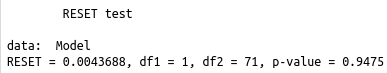 RESET test
data:  Model
RESET = 0.0043688, df1 = 1, df2 = 71, p-value = 0.9475